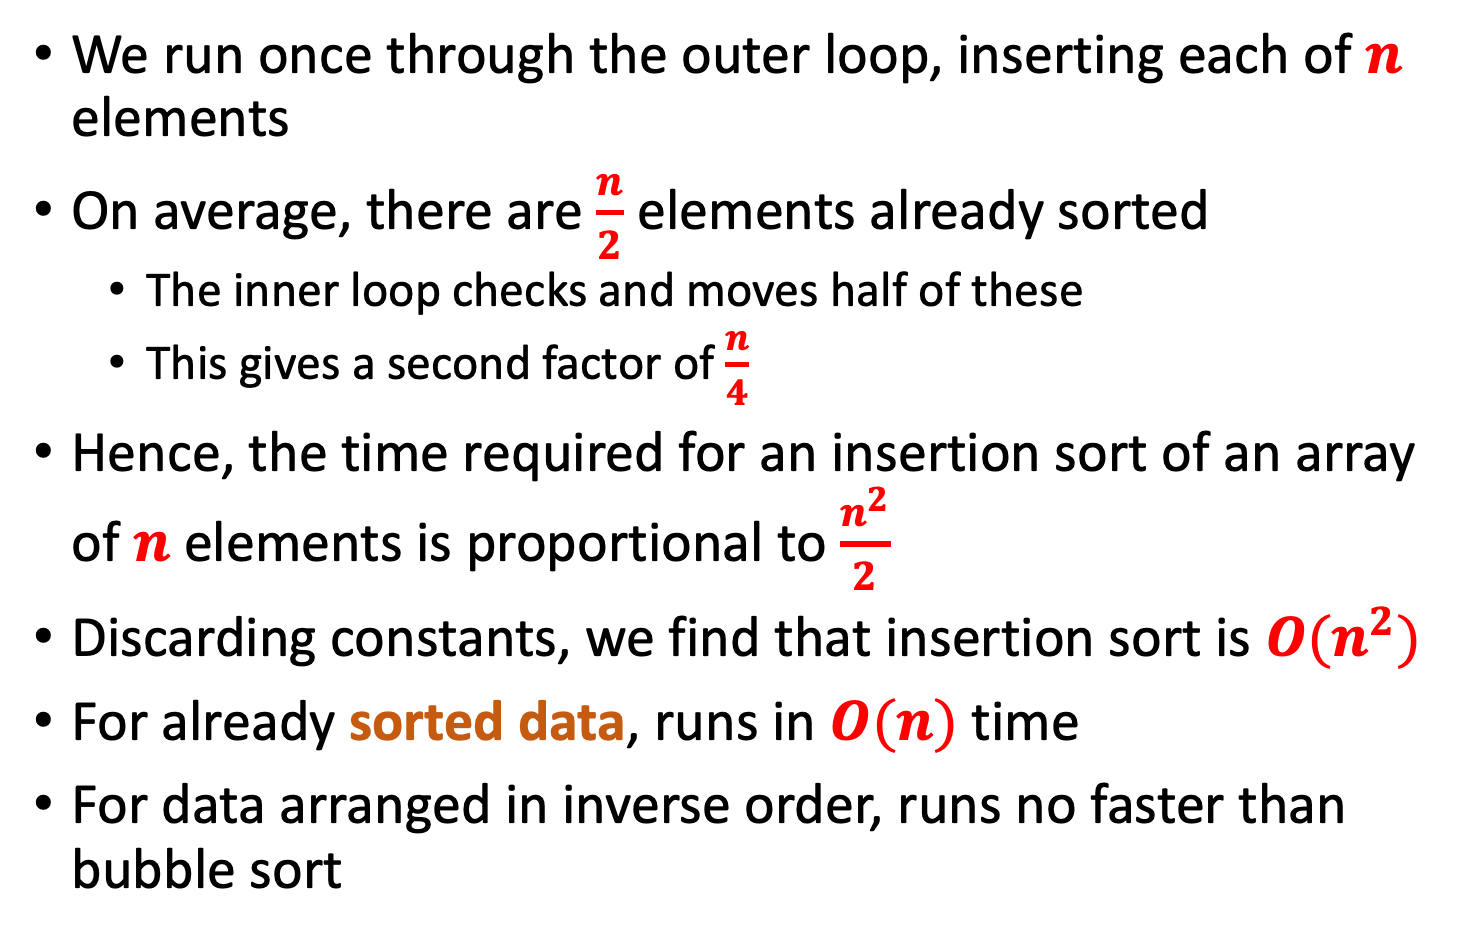 • We run once through the outer loop, inserting each of n
elements
• On average, there are n/2 elements already sorted
• The inner loop checks and moves half of these
• This gives a second factor of n/4
• Hence, the time required for an insertion sort of an array
of n elements is proportional to n²/2
• Discarding constants, we find that insertion sort is O(n²)
• For already sorted data, runs in O(n) time
• For data arranged in inverse order, runs no faster than
bubble sort